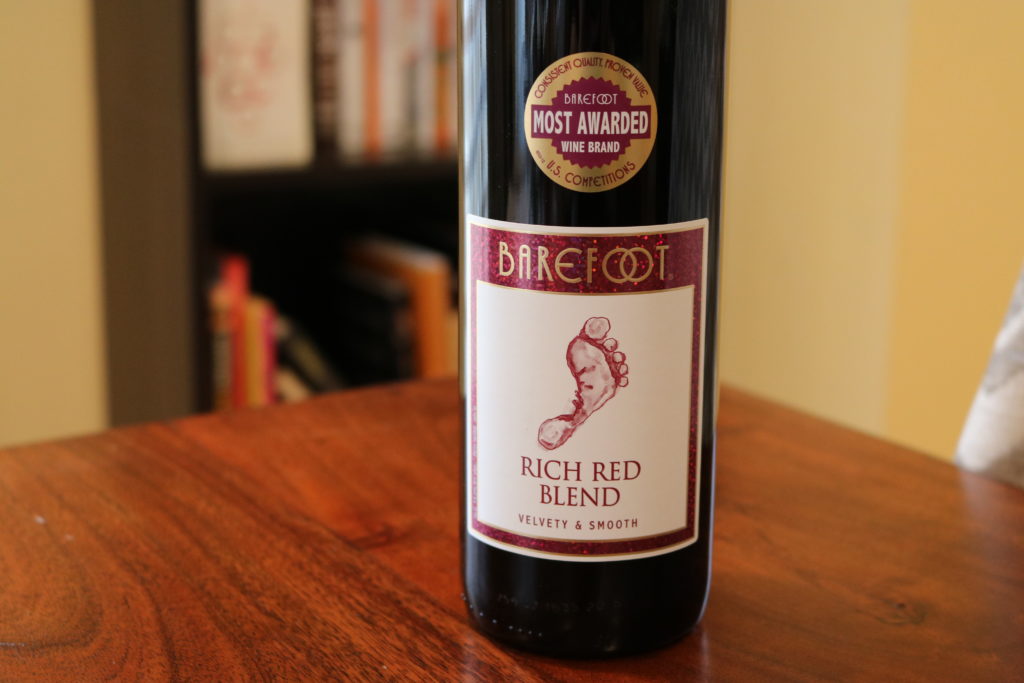 CONSISTENT QUALITY, PROVEN VALUE
BAREFOOT
MOST AWARDED
WINE BRAND
U.S. COMPETITIONS
BAREFOOT
RICH RED
BLEND
VELVETY & SMOOTH